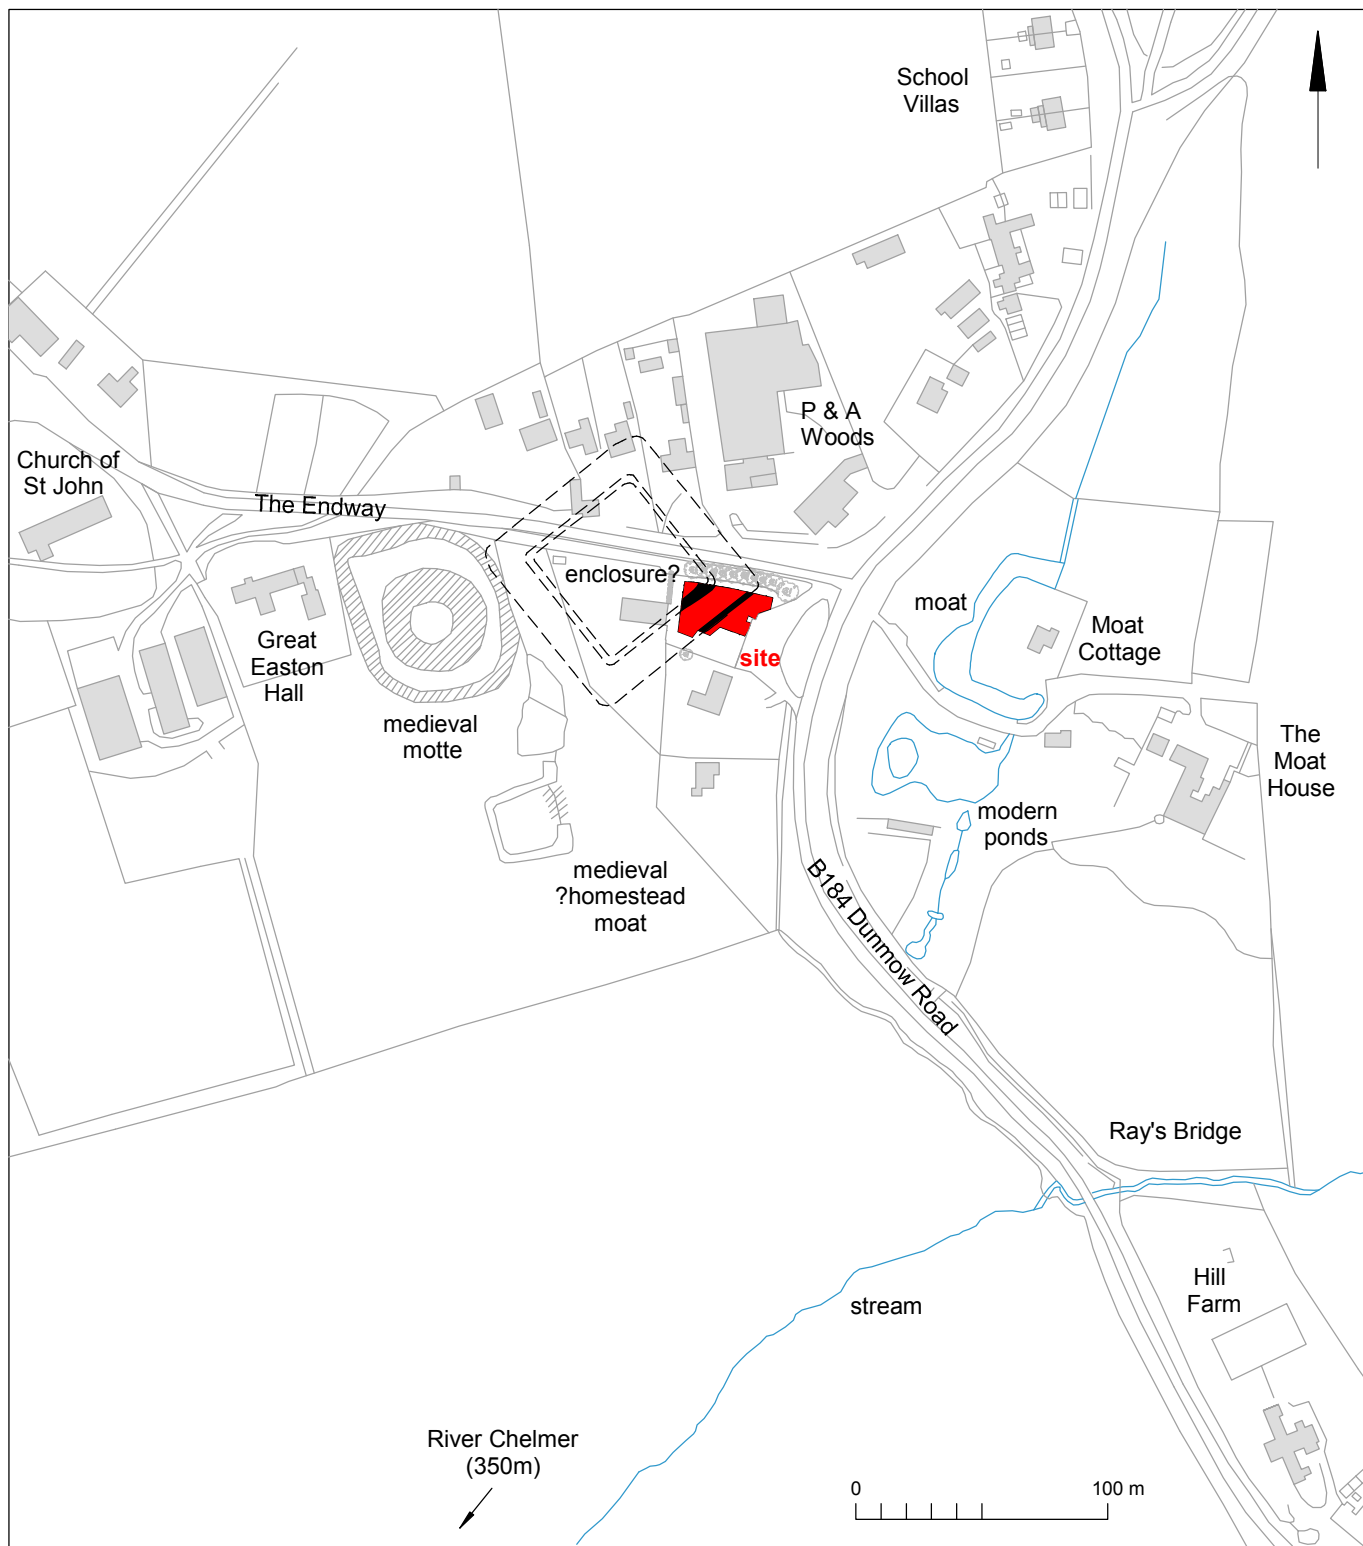 School
Villas
P & A
Woods
Church of
St John
The Endway
enclosure?
moat
Moat
Cottage
Great
Easton
Hall
site
medieval
motte
The
Moat
House
modern
ponds
medieval
?homestead
moat
B184 Dunmow Road
Ray's Bridge
Hill
Farm
stream
River Chelmer
(350m)
0 100 m